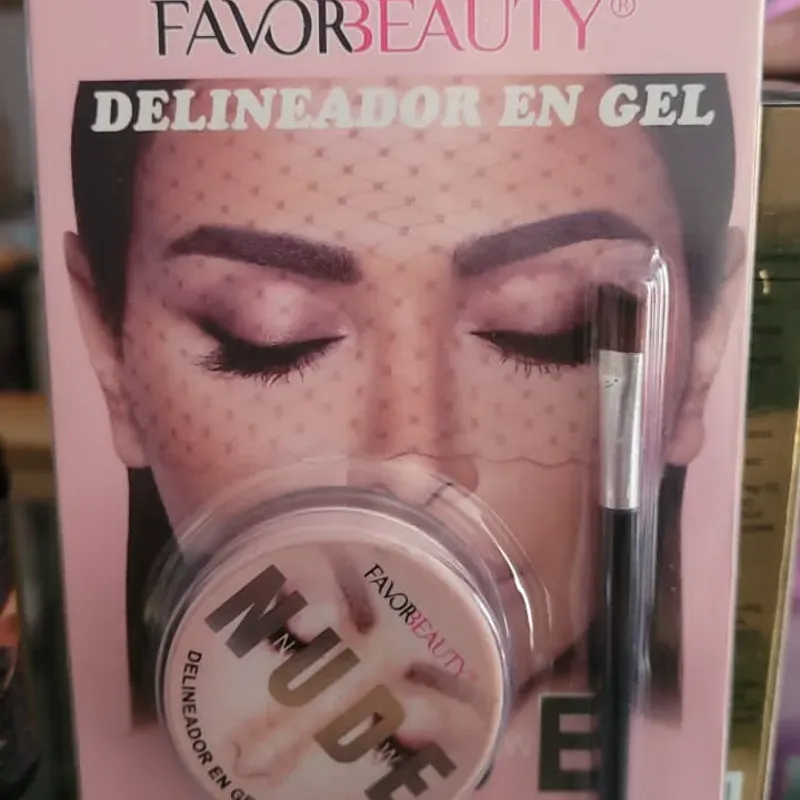 FAVORBEAUTY®
DELINEADOR EN GEL
FAVORBEAUTY
NUDE
DELINEADOR EN GE
E